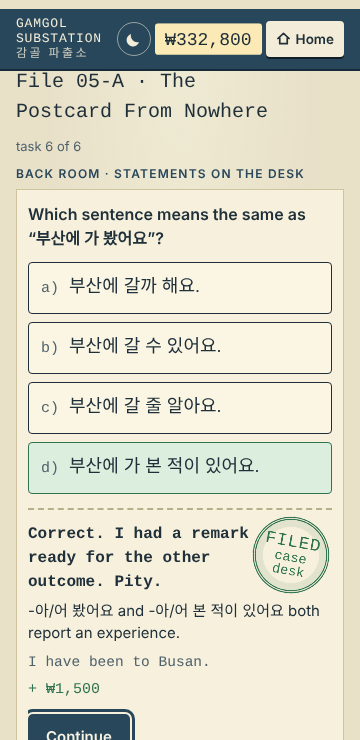 GAMGOL
SUBSTATION
감골 파출소
₩332,800
Home
File 05-A · The
Postcard From Nowhere
task 6 of 6
BACK ROOM · STATEMENTS ON THE DESK
Which sentence means the same as
“부산에 가 봤어요”?
a) 부산에 갈까 해요.
b) 부산에 갈 수 있어요.
c) 부산에 갈 줄 알아요.
d) 부산에 가 본 적이 있어요.
Correct. I had a remark
ready for the other
outcome. Pity.
FILED
case
desk
-아/어 봤어요 and -아/어 본 적이 있어요 both
report an experience.
I have been to Busan.
+ ₩1,500
Continue